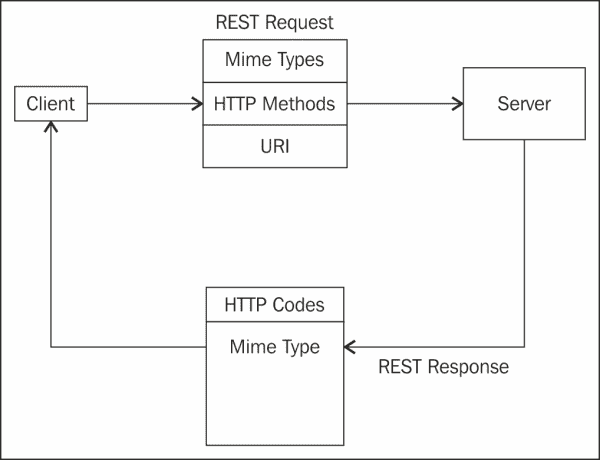 REST Request
Mime Types
Client
HTTP Methods
Server
URI
HTTP Codes
Mime Type
REST Response